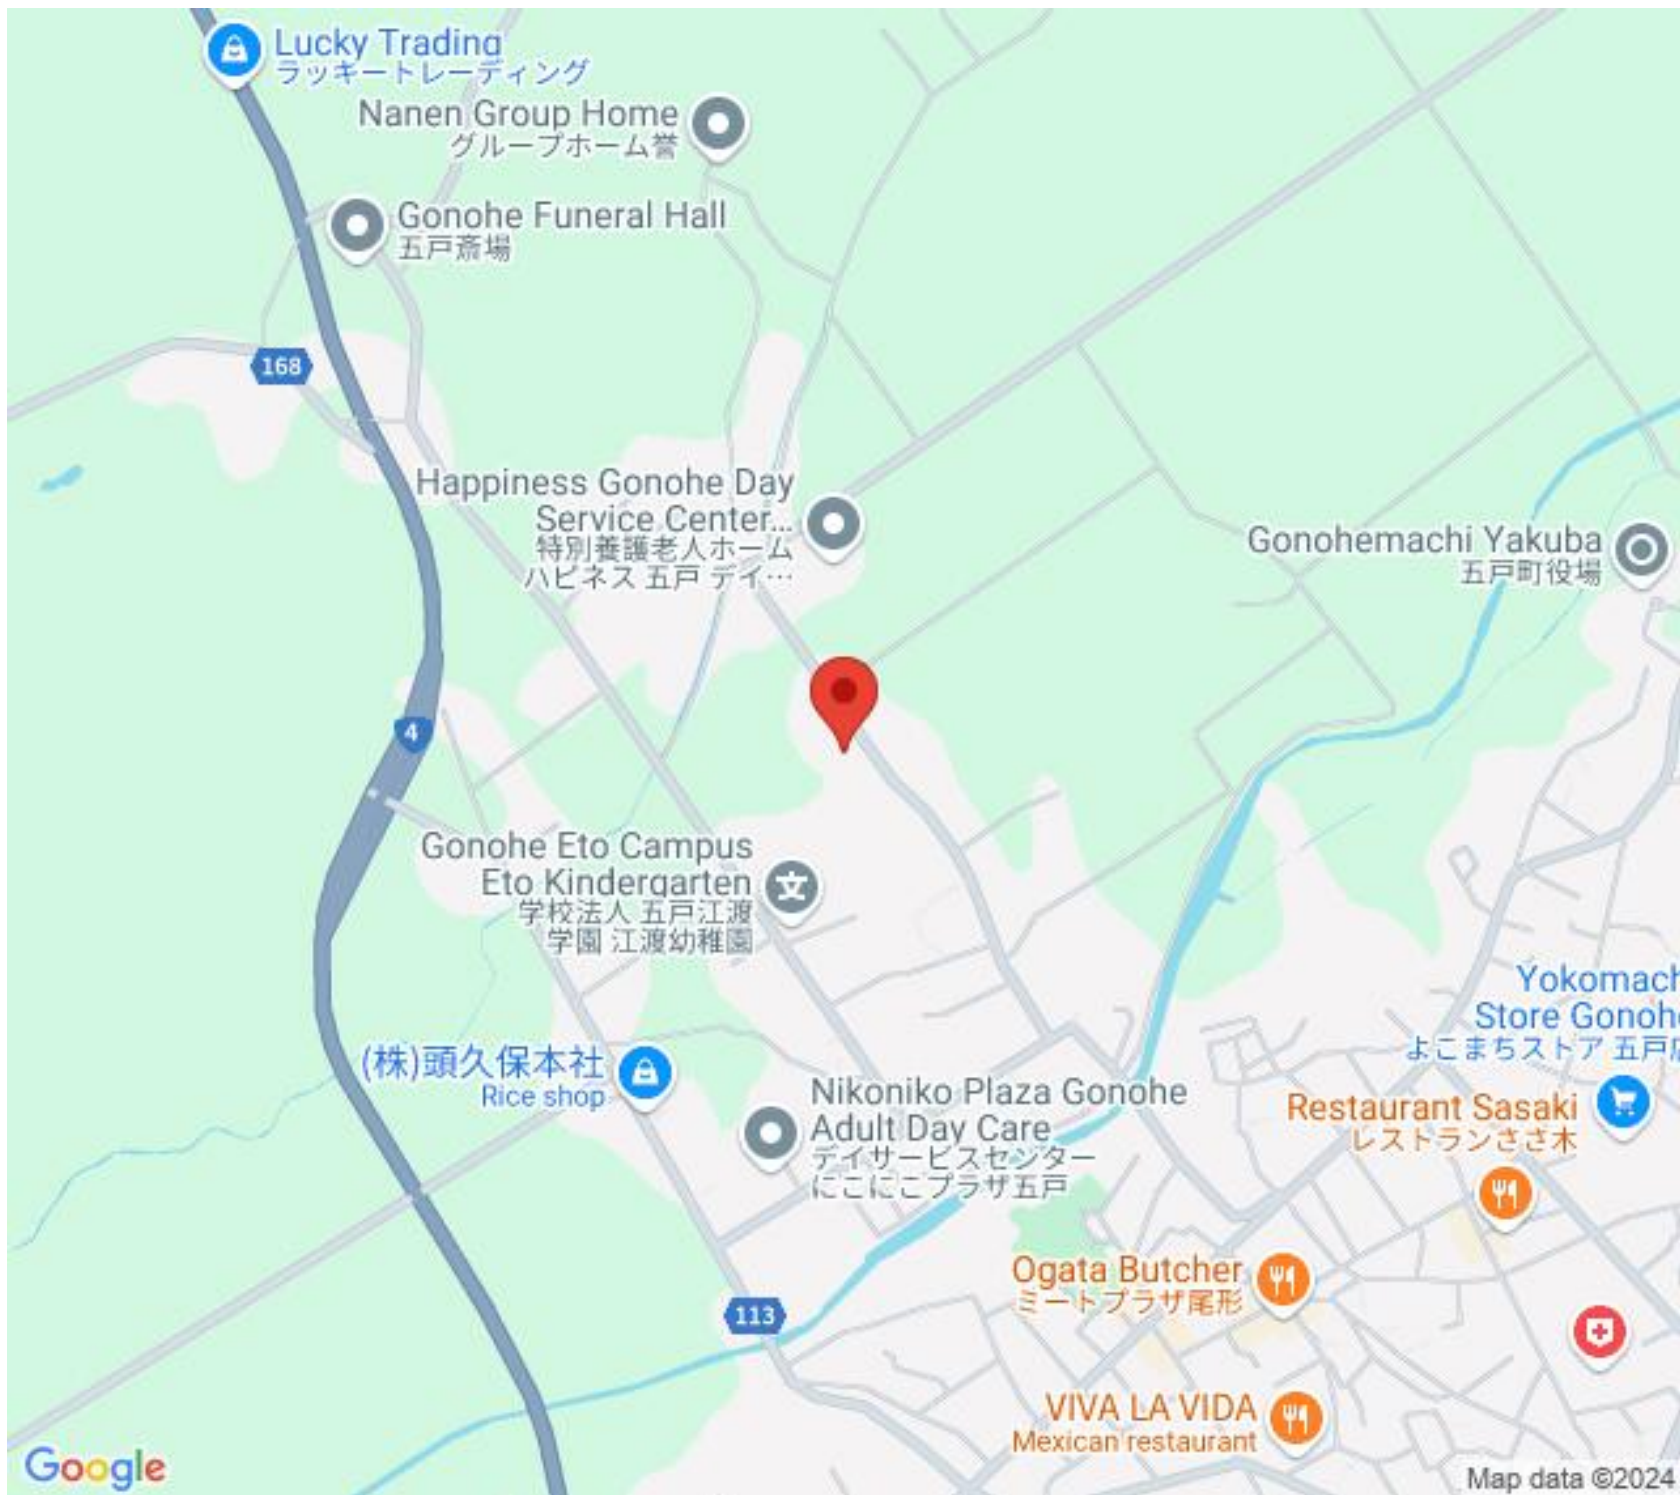 Lucky Trading
ラッキートレーディング
Nanen Group Home
グループホーム誉
Gonohe Funeral Hall
五戸斎場
168
Happiness Gonohe Day
Service Center...
特別養護老人ホーム
ハピネス 五戸 デイ…
Gonohemachi Yakuba
五戸町役場
4
Gonohe Eto Campus
Eto Kindergarten
学校法人 五戸江渡
学園 江渡幼稚園
文
Yokomach
Store Gonoh
よこまちストア 五戸店
(株)頭久保本社
Rice shop
Nikoniko Plaza Gonohe
Adult Day Care
デイサービスセンター
にこにこプラザ五戸
Restaurant Sasaki
レストランささ木
Ogata Butcher
ミートプラザ尾形
113
VIVA LA VIDA
Mexican restaurant
Google
Map data ©2024